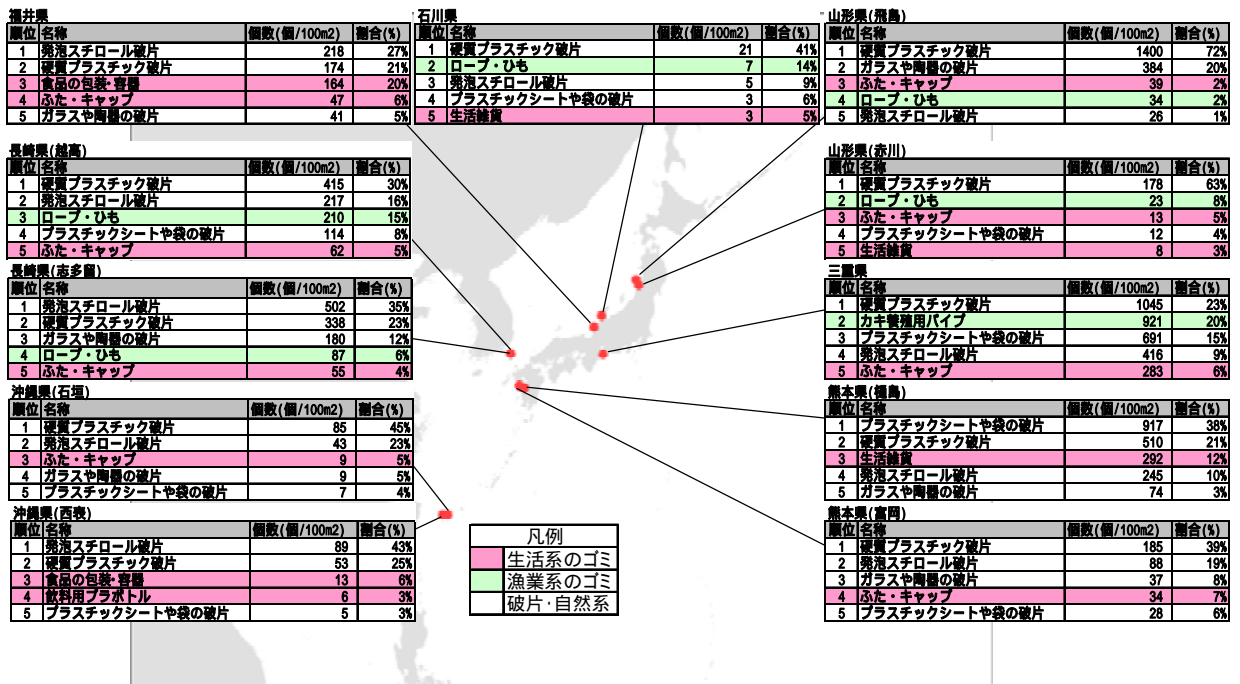 福井県
順位 名称 個数(個/100m2) 割合(%)
1 発泡スチロール破片 218 27%
2 硬質プラスチック破片 174 21%
3 食品の包装・容器 164 20%
4 ふた・キャップ 47 6%
5 ガラスや陶器の破片 41 5%
石川県
順位 名称 個数(個/100m2) 割合(%)
1 硬質プラスチック破片 21 41%
2 ロープ・ひも 7 14%
3 発泡スチロール破片 5 9%
4 プラスチックシートや袋の破片 3 6%
5 生活雑貨 3 5%
山形県(飛島)
順位 名称 個数(個/100m2) 割合(%)
1 硬質プラスチック破片 1400 72%
2 ガラスや陶器の破片 384 20%
3 ふた・キャップ 39 2%
4 ロープ・ひも 34 2%
5 発泡スチロール破片 26 1%
長崎県(越高)
順位 名称 個数(個/100m2) 割合(%)
1 硬質プラスチック破片 415 30%
2 発泡スチロール破片 217 16%
3 ロープ・ひも 210 15%
4 プラスチックシートや袋の破片 114 8%
5 ふた・キャップ 62 5%
山形県(赤川)
順位 名称 個数(個/100m2) 割合(%)
1 硬質プラスチック破片 178 63%
2 ロープ・ひも 23 8%
3 ふた・キャップ 13 5%
4 プラスチックシートや袋の破片 12 4%
5 生活雑貨 8 3%
長崎県(志多留)
順位 名称 個数(個/100m2) 割合(%)
1 発泡スチロール破片 502 35%
2 硬質プラスチック破片 338 23%
3 ガラスや陶器の破片 180 12%
4 ロープ・ひも 87 6%
5 ふた・キャップ 55 4%
三重県
順位 名称 個数(個/100m2) 割合(%)
1 硬質プラスチック破片 1045 23%
2 カキ養殖用パイプ 921 20%
3 プラスチックシートや袋の破片 691 15%
4 発泡スチロール破片 416 9%
5 ふた・キャップ 283 6%
沖縄県(石垣)
順位 名称 個数(個/100m2) 割合(%)
1 硬質プラスチック破片 85 45%
2 発泡スチロール破片 43 23%
3 ふた・キャップ 9 5%
4 ガラスや陶器の破片 9 5%
5 プラスチックシートや袋の破片 7 4%
熊本県(樋島)
順位 名称 個数(個/100m2) 割合(%)
1 プラスチックシートや袋の破片 917 38%
2 硬質プラスチック破片 510 21%
3 生活雑貨 292 12%
4 発泡スチロール破片 245 10%
5 ガラスや陶器の破片 74 3%
沖縄県(西表)
順位 名称 個数(個/100m2) 割合(%)
1 発泡スチロール破片 89 43%
2 硬質プラスチック破片 53 25%
3 食品の包装・容器 13 6%
4 飲料用プラボトル 6 3%
5 プラスチックシートや袋の破片 5 3%
熊本県(富岡)
順位 名称 個数(個/100m2) 割合(%)
1 硬質プラスチック破片 185 39%
2 発泡スチロール破片 88 19%
3 ガラスや陶器の破片 37 8%
4 ふた・キャップ 34 7%
5 プラスチックシートや袋の破片 28 6%
凡例
生活系のゴミ
漁業系のゴミ
破片・自然系